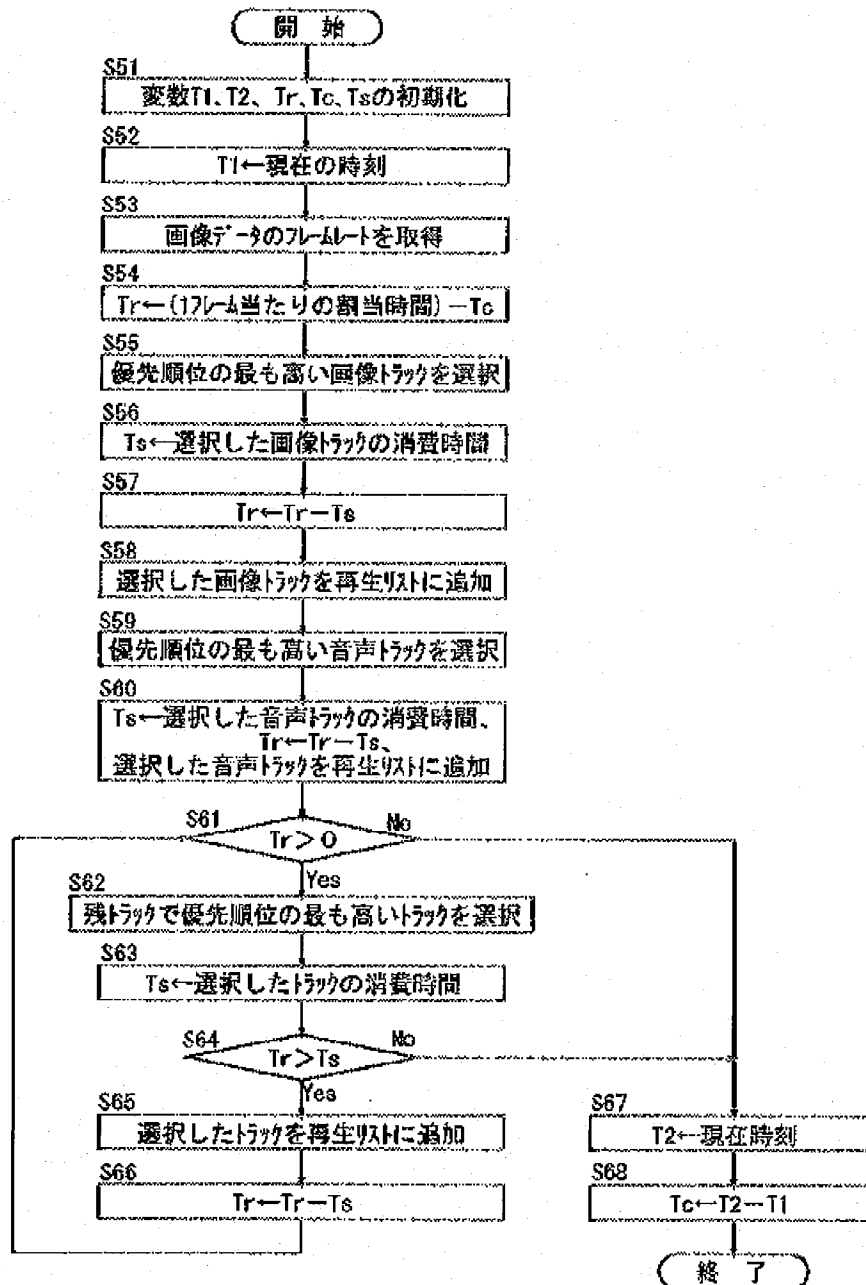 開 始
S51
変数T1、T2、Tr、Tc、Tsの初期化
S52
T1←現在の時刻
S53
画像ﾃﾞｰﾀのﾌﾚｰﾑﾚｰﾄを取得
S54
Tr←(1ﾌﾚｰﾑ当たりの割当時間)－Tc
S55
優先順位の最も高い画像ﾄﾗｯｸを選択
S56
Ts←選択した画像ﾄﾗｯｸの消費時間
S57
Tr←Tr－Ts
S58
選択した画像ﾄﾗｯｸを再生ﾘｽﾄに追加
S59
優先順位の最も高い音声ﾄﾗｯｸを選択
S60
Ts←選択した音声ﾄﾗｯｸの消費時間、
Tr←Tr－Ts、
選択した音声ﾄﾗｯｸを再生ﾘｽﾄに追加
S61
Tr＞0
No
Yes
S62
残ﾄﾗｯｸで優先順位の最も高いﾄﾗｯｸを選択
S63
Ts←選択したﾄﾗｯｸの消費時間
S64
Tr＞Ts
No
Yes
S65
選択したﾄﾗｯｸを再生ﾘｽﾄに追加
S66
Tr←Tr－Ts
S67
T2←現在時刻
S68
Tc←T2－T1
終 了